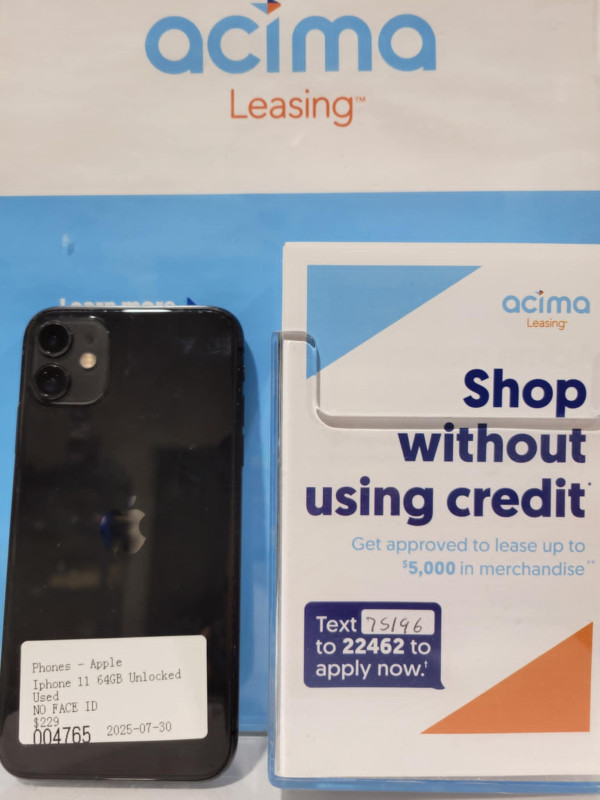 acima
Leasing™
Learn more
acima
Leasing
Shop
without
using credit*
Get approved to lease up to
$5,000 in merchandise**
Text 75196
to 22462 to
apply now.†
Phones - Apple
Iphone 11 64GB Unlocked
Used
NO FACE ID
$229
004765 2025-07-30